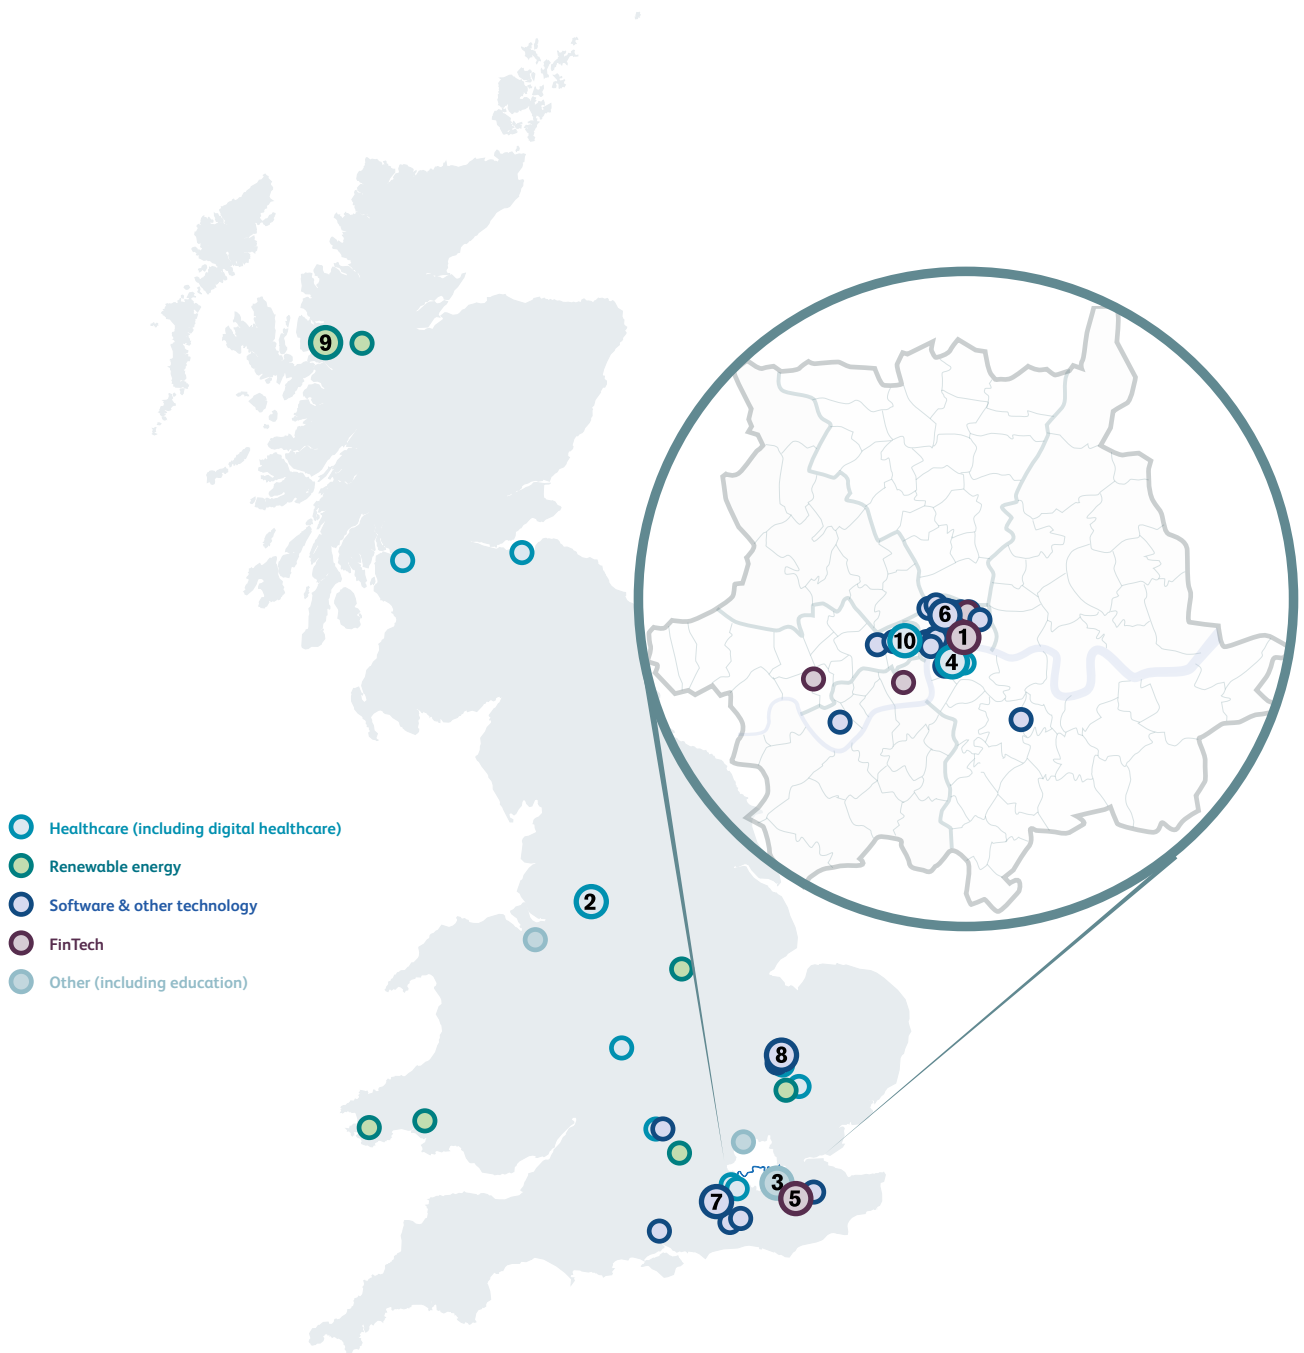 9
6
1
10
4
Healthcare (including digital healthcare)
Renewable energy
Software & other technology
FinTech
Other (including education)
2
8
3
5
7